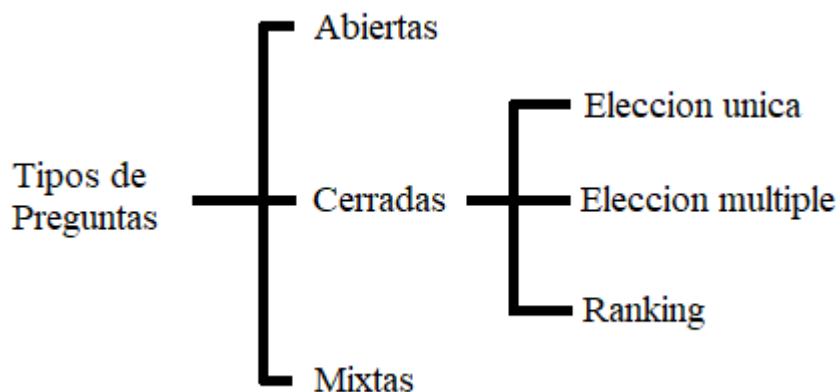 Abiertas
Eleccion unica
Tipos de
Preguntas
Cerradas
Eleccion multiple
Ranking
Mixtas